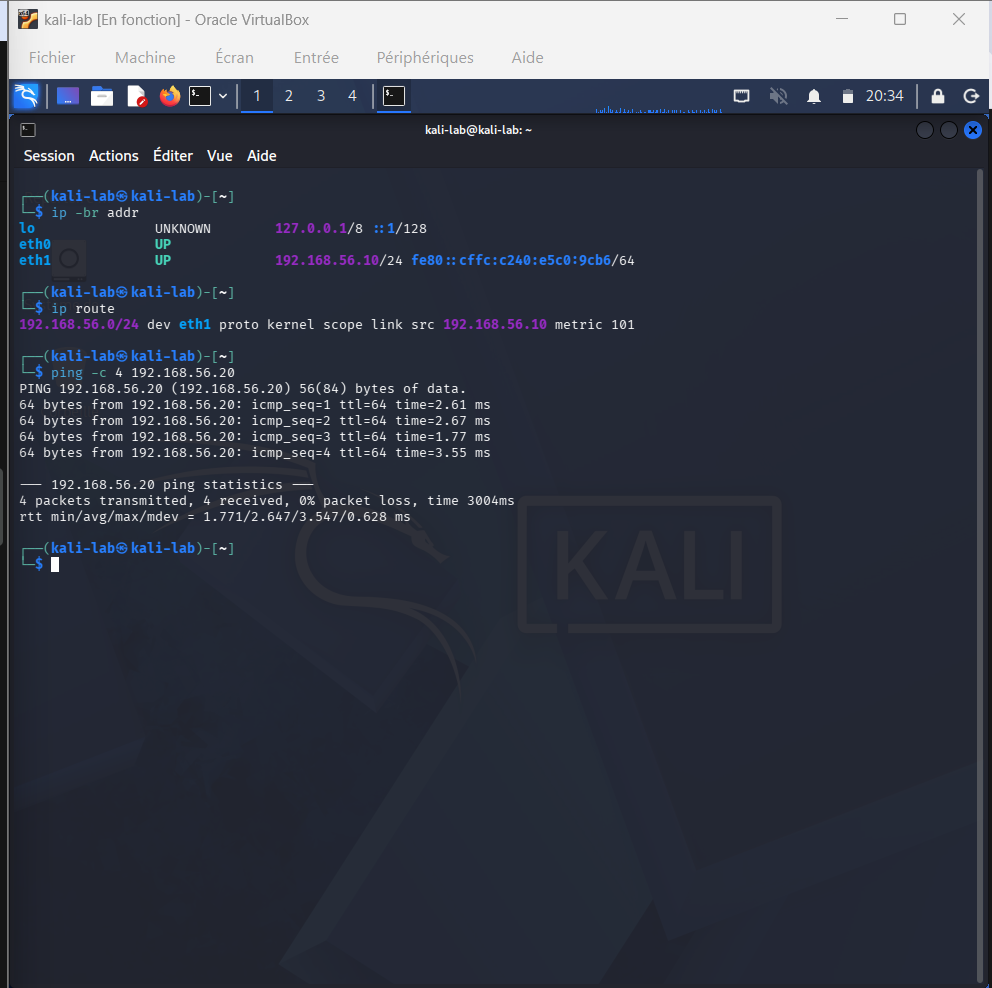 kali-lab [En fonction] - Oracle VirtualBox
Fichier Machine Écran Entrée Périphériques Aide
1 2 3 4 20:34
kali-lab@kali-lab: ~
Session Actions Éditer Vue Aide
┌──(kali-lab㉿kali-lab)-[~]
└─$ ip -br addr
lo UNKNOWN 127.0.0.1/8 ::1/128
eth0 UP
eth1 UP 192.168.56.10/24 fe80::cffc:c240:e5c0:9cb6/64
┌──(kali-lab㉿kali-lab)-[~]
└─$ ip route
192.168.56.0/24 dev eth1 proto kernel scope link src 192.168.56.10 metric 101
┌──(kali-lab㉿kali-lab)-[~]
└─$ ping -c 4 192.168.56.20
PING 192.168.56.20 (192.168.56.20) 56(84) bytes of data.
64 bytes from 192.168.56.20: icmp_seq=1 ttl=64 time=2.61 ms
64 bytes from 192.168.56.20: icmp_seq=2 ttl=64 time=2.67 ms
64 bytes from 192.168.56.20: icmp_seq=3 ttl=64 time=1.77 ms
64 bytes from 192.168.56.20: icmp_seq=4 ttl=64 time=3.55 ms
--- 192.168.56.20 ping statistics ---
4 packets transmitted, 4 received, 0% packet loss, time 3004ms
rtt min/avg/max/mdev = 1.771/2.647/3.547/0.628 ms
┌──(kali-lab㉿kali-lab)-[~]
└─$
KALI